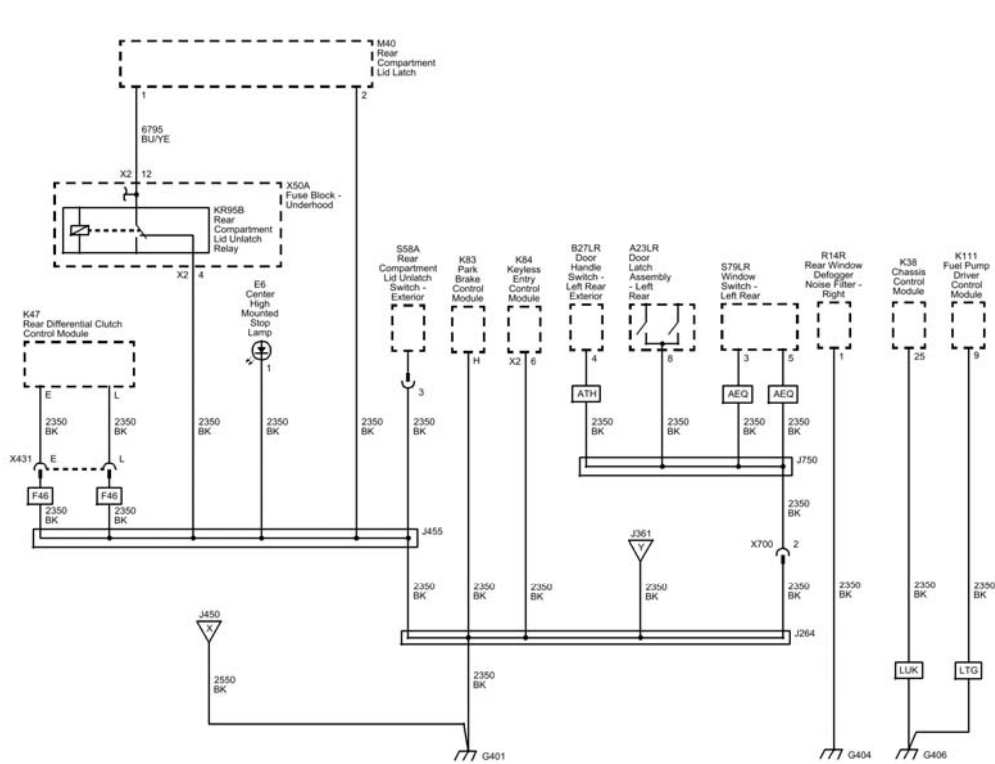 M40
Rear
Compartment
Lid Latch
1
2
6795
BU/YE
X2 12
X50A
Fuse Block -
Underhood
KR95B
Rear
Compartment
Lid Unlatch
Relay
X2 4
K47
Rear Differential Clutch
Control Module
E
L
E6
Center
High
Mounted
Stop
Lamp
1
S58A
Rear
Compartment
Lid Unlatch
Switch -
Exterior
3
K83
Park
Brake
Control
Module
H
K84
Keyless
Entry
Control
Module
X2 6
B27LR
Door
Handle
Switch -
Left Rear
Exterior
4
A23LR
Door
Latch
Assembly
- Left
Rear
8
S79LR
Window
Switch -
Left Rear
3
5
R14R
Rear Window
Defogger
Noise Filter -
Right
1
K38
Chassis
Control
Module
25
K111
Fuel Pump
Driver Control
Module
9
ATH
AEQ
AEQ
2350
BK
2350
BK
2350
BK
2350
BK
2350
BK
2350
BK
2350
BK
2350
BK
2350
BK
2350
BK
X431 E
L
F46
F46
2350
BK
2350
BK
J455
J750
2350
BK
X700 2
J361
Y
2350
BK
2350
BK
2350
BK
2350
BK
2350
BK
2350
BK
2350
BK
2350
BK
J264
J450
X
2550
BK
2350
BK
LUK
LTG
G401
G404
G406